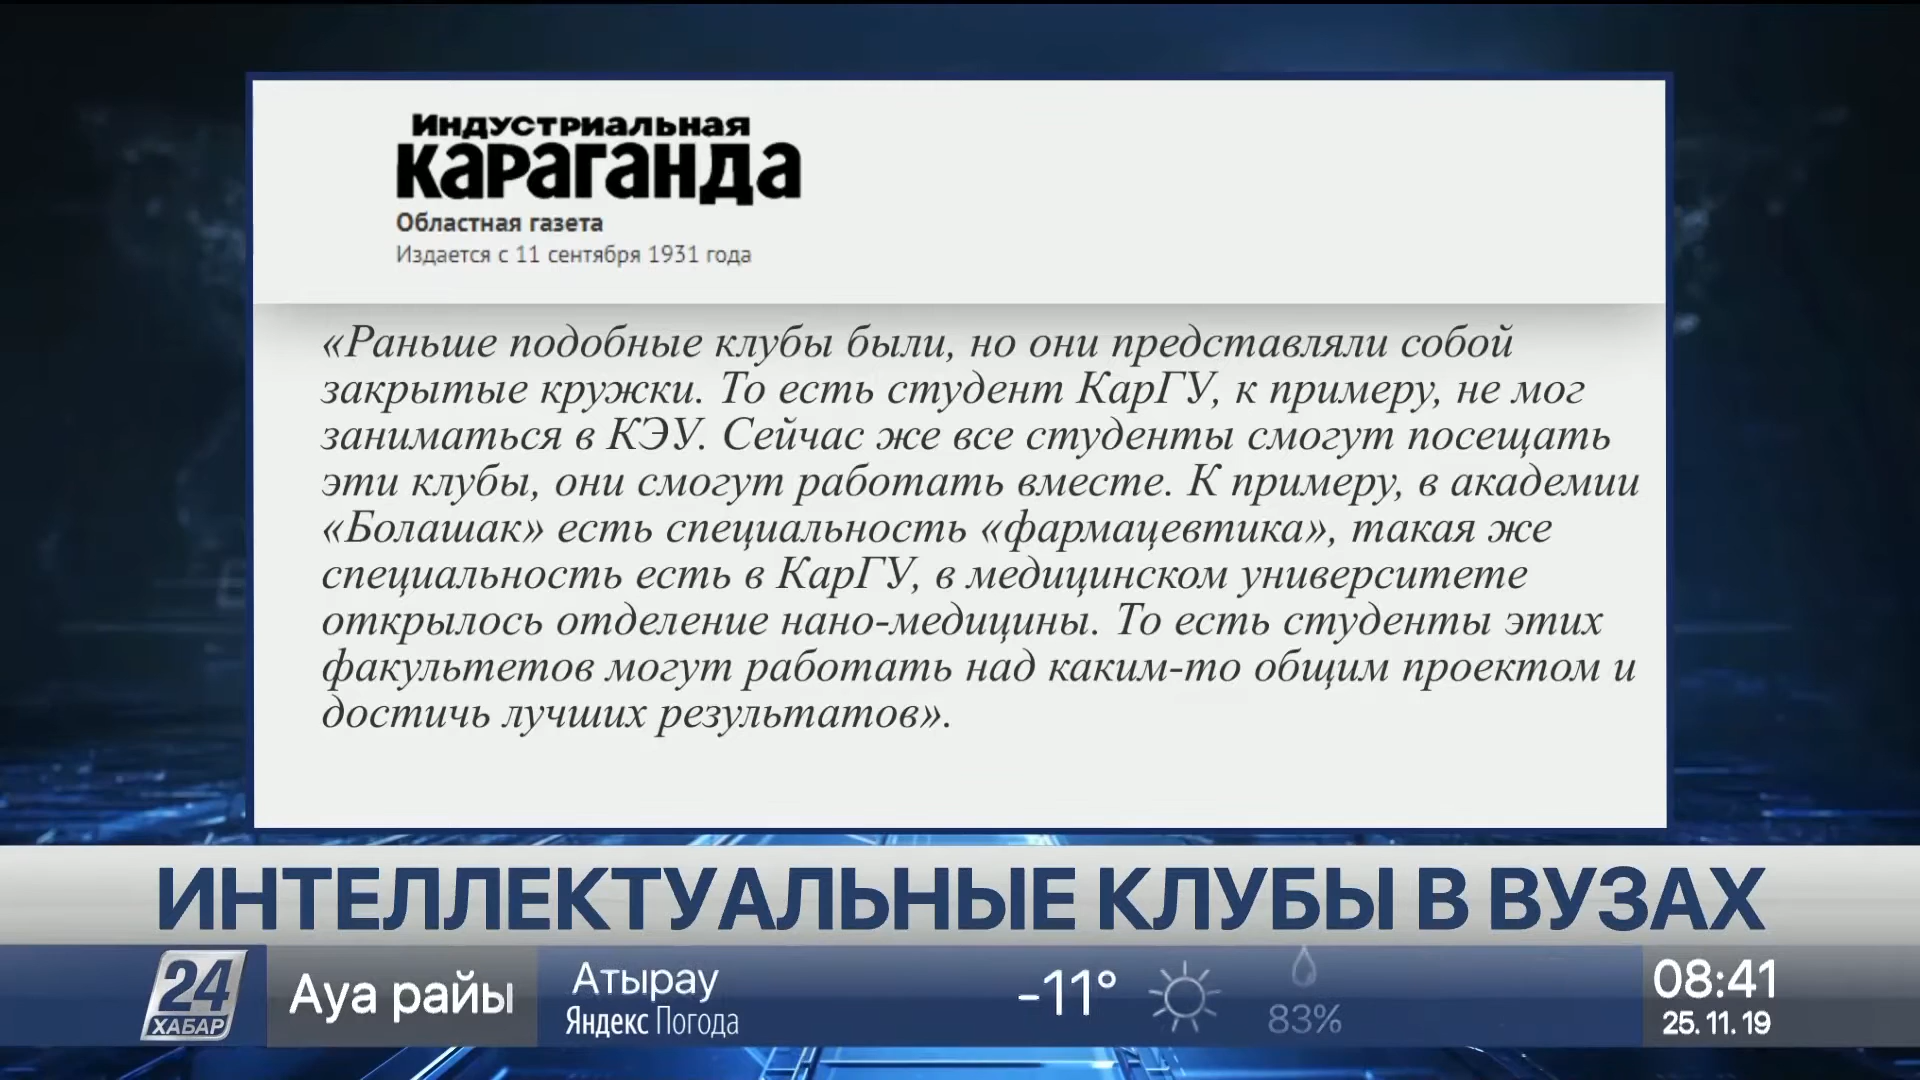 Индустриальная
Караганда
Областная газета
Издается с 11 сентября 1931 года
«Раньше подобные клубы были, но они представляли собой
закрытые кружки. То есть студент КарГУ, к примеру, не мог
заниматься в КЭУ. Сейчас же все студенты смогут посещать
эти клубы, они смогут работать вместе. К примеру, в академии
«Болашак» есть специальность «фармацевтика», такая же
специальность есть в КарГУ, в медицинском университете
открылось отделение нано-медицины. То есть студенты этих
факультетов могут работать над каким-то общим проектом и
достичь лучших результатов».
ИНТЕЛЛЕКТУАЛЬНЫЕ КЛУБЫ В ВУЗАХ
24
ХАБАР
Ауа райы
Атырау
Яндекс Погода
-11°
83%
08:41
25.11.19